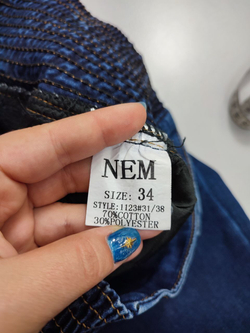 NEM
SIZE: 34
STYLE: 1123#31/38
70%COTTON
30%POLYESTER